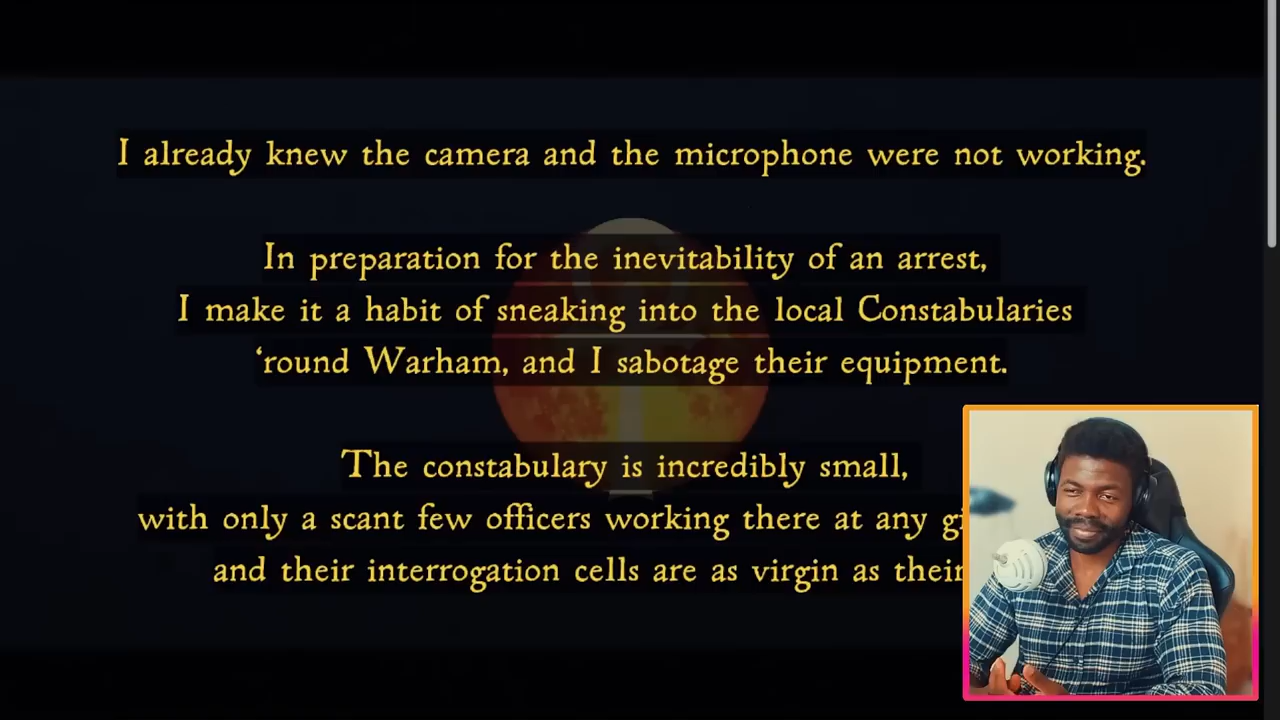 I already knew the camera and the microphone were not working.
In preparation for the inevitability of an arrest,
I make it a habit of sneaking into the local Constabularies
‘round Warham, and I sabotage their equipment.
The constabulary is incredibly small,
with only a scant few officers working there at any
and their interrogation cells are as virgin as their